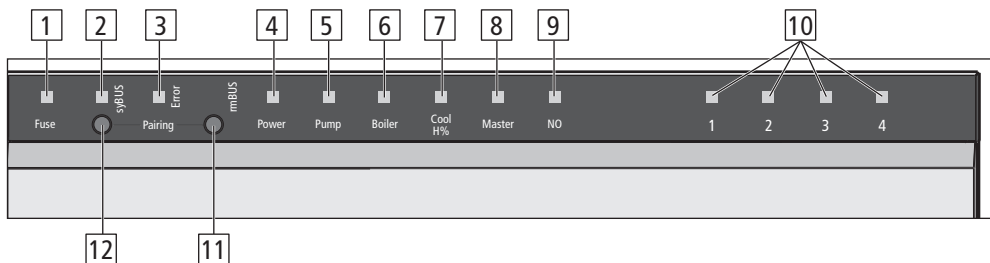 1 2 3 4 5 6 7 8 9 10
syBUS Error rmBUS
Fuse Pairing Power Pump Boiler Cool H% Master NO 1 2 3 4
12 11